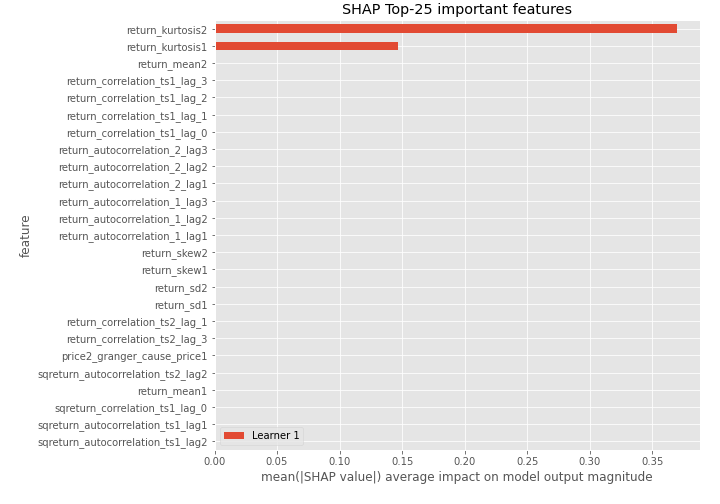 SHAP Top-25 important features
return_kurtosis2
return_kurtosis1
return_mean2
return_correlation_ts1_lag_3
return_correlation_ts1_lag_2
return_correlation_ts1_lag_1
return_correlation_ts1_lag_0
return_autocorrelation_2_lag3
return_autocorrelation_2_lag2
return_autocorrelation_2_lag1
return_autocorrelation_1_lag3
return_autocorrelation_1_lag2
return_autocorrelation_1_lag1
return_skew2
return_skew1
return_sd2
return_sd1
return_correlation_ts2_lag_1
return_correlation_ts2_lag_3
price2_granger_cause_price1
sqreturn_autocorrelation_ts2_lag2
return_mean1
sqreturn_correlation_ts1_lag_0
sqreturn_autocorrelation_ts1_lag1
sqreturn_autocorrelation_ts1_lag2
feature
Learner 1
0.00 0.05 0.10 0.15 0.20 0.25 0.30 0.35
mean(|SHAP value|) average impact on model output magnitude